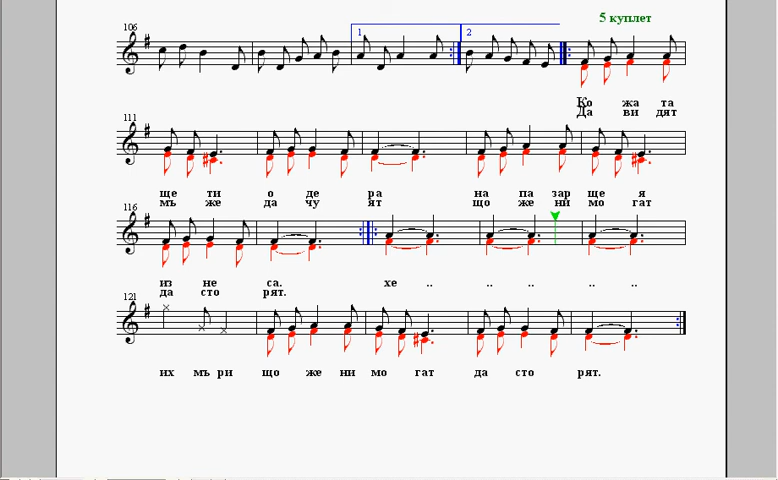 5 куплет
106
1
2
Ко жа та
Да ви дят
111
ще ти о де ра на па зар ще я
мъ же да чу ят що же ни мо гат
116
из не са. хе .. .. .. .. ..
да сто рят.
121
их мъ ри що же ни мо гат да сто рят.